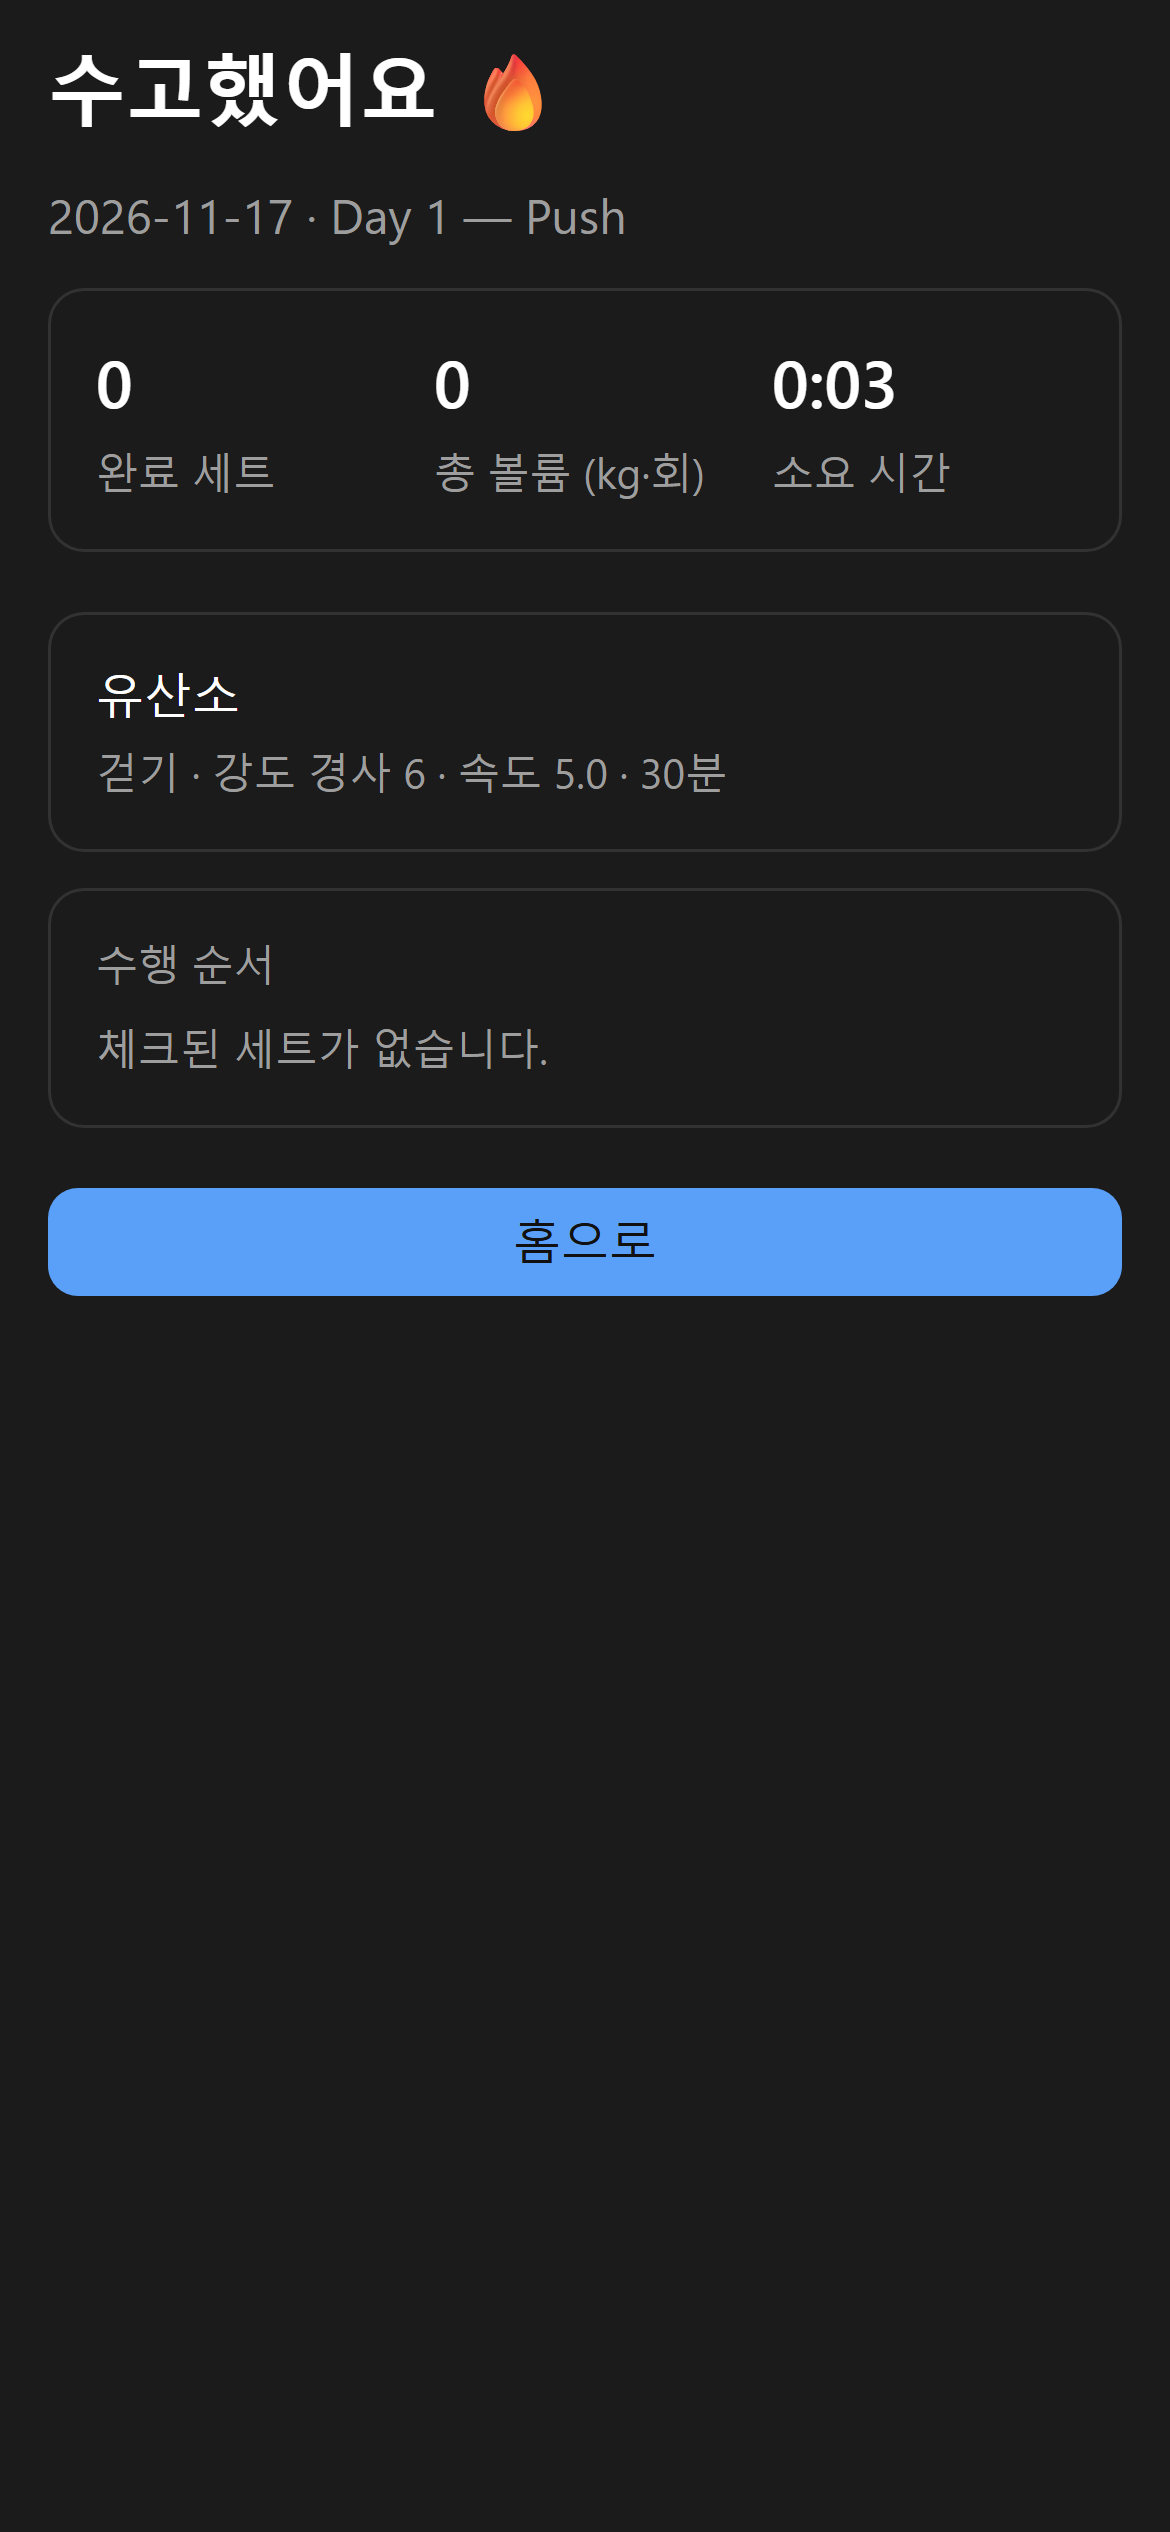 수고했어요 🔥
2026-11-17 · Day 1 — Push
0 0 0:03
완료 세트 총 볼륨 (kg·회) 소요 시간
유산소
걷기 · 강도 경사 6 · 속도 5.0 · 30분
수행 순서
체크된 세트가 없습니다.
홈으로